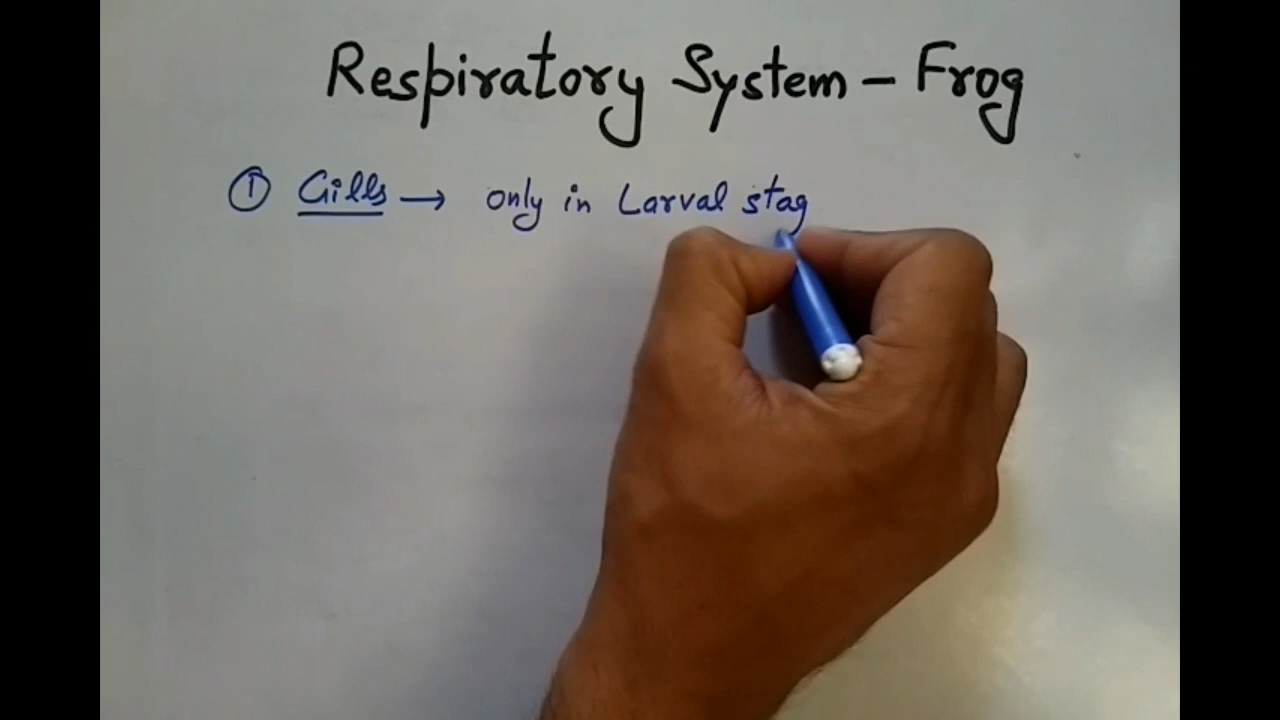 Respiratory System – Frog
① Gills → only in Larval stag